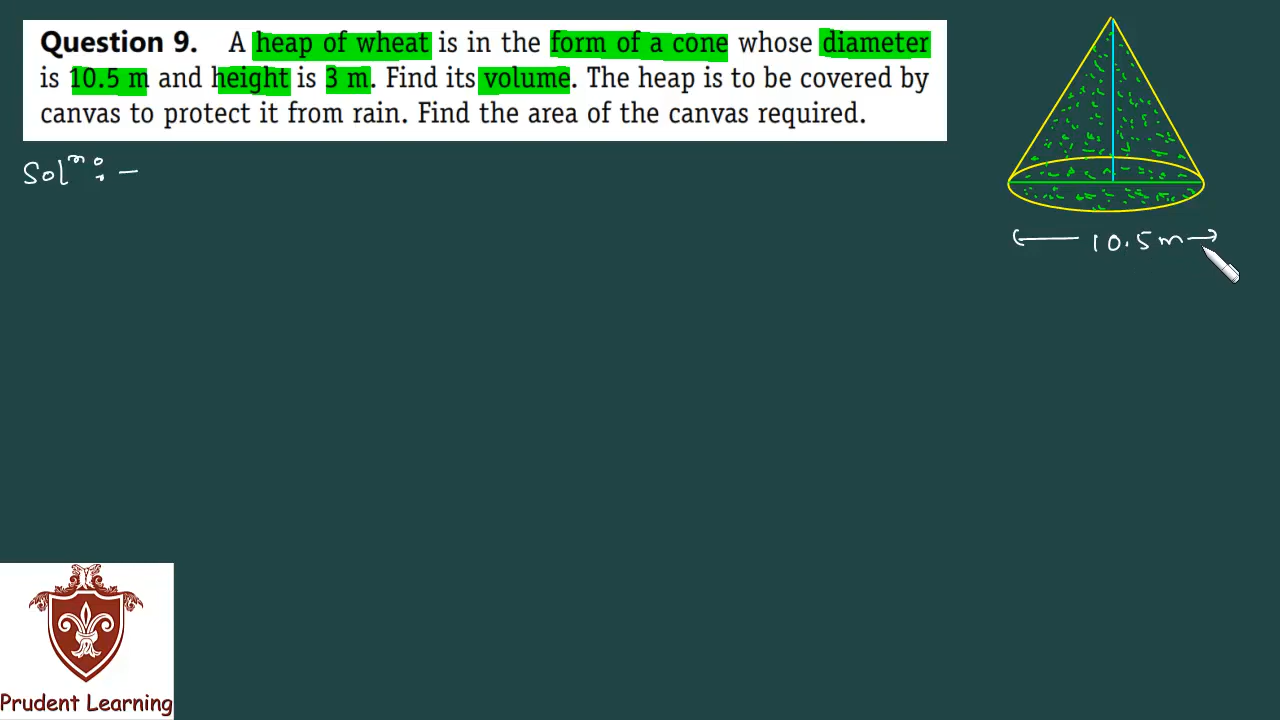 Question 9. A heap of wheat is in the form of a cone whose diameter
is 10.5 m and height is 3 m. Find its volume. The heap is to be covered by
canvas to protect it from rain. Find the area of the canvas required.
Solⁿ : −
10.5 m
Prudent Learning